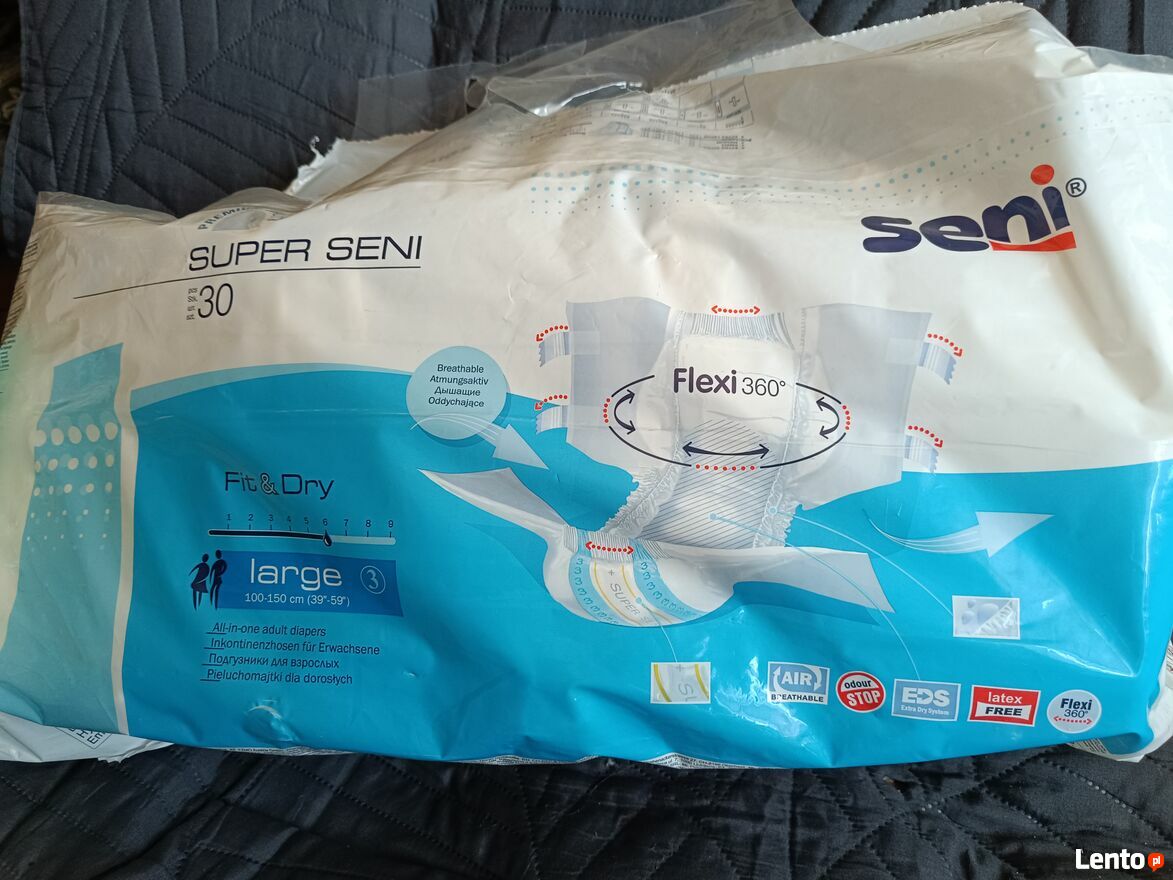 seni®
SUPER SENI
30
Breathable
Atmungsaktiv
Дышащие
Oddychające
Flexi 360°
Fit & Dry
1 2 3 4 5 6 7 8 9
large 3
100-150 cm (39"-59")
All-in-one adult diapers
Inkontinenzhosen für Erwachsene
Подгузники для взрослых
Pieluchomajtki dla dorosłych
+ SUPER
AIR
BREATHABLE
odour
STOP
EDS
Extra Dry System
latex
FREE
Flexi
360°
Lento.pl